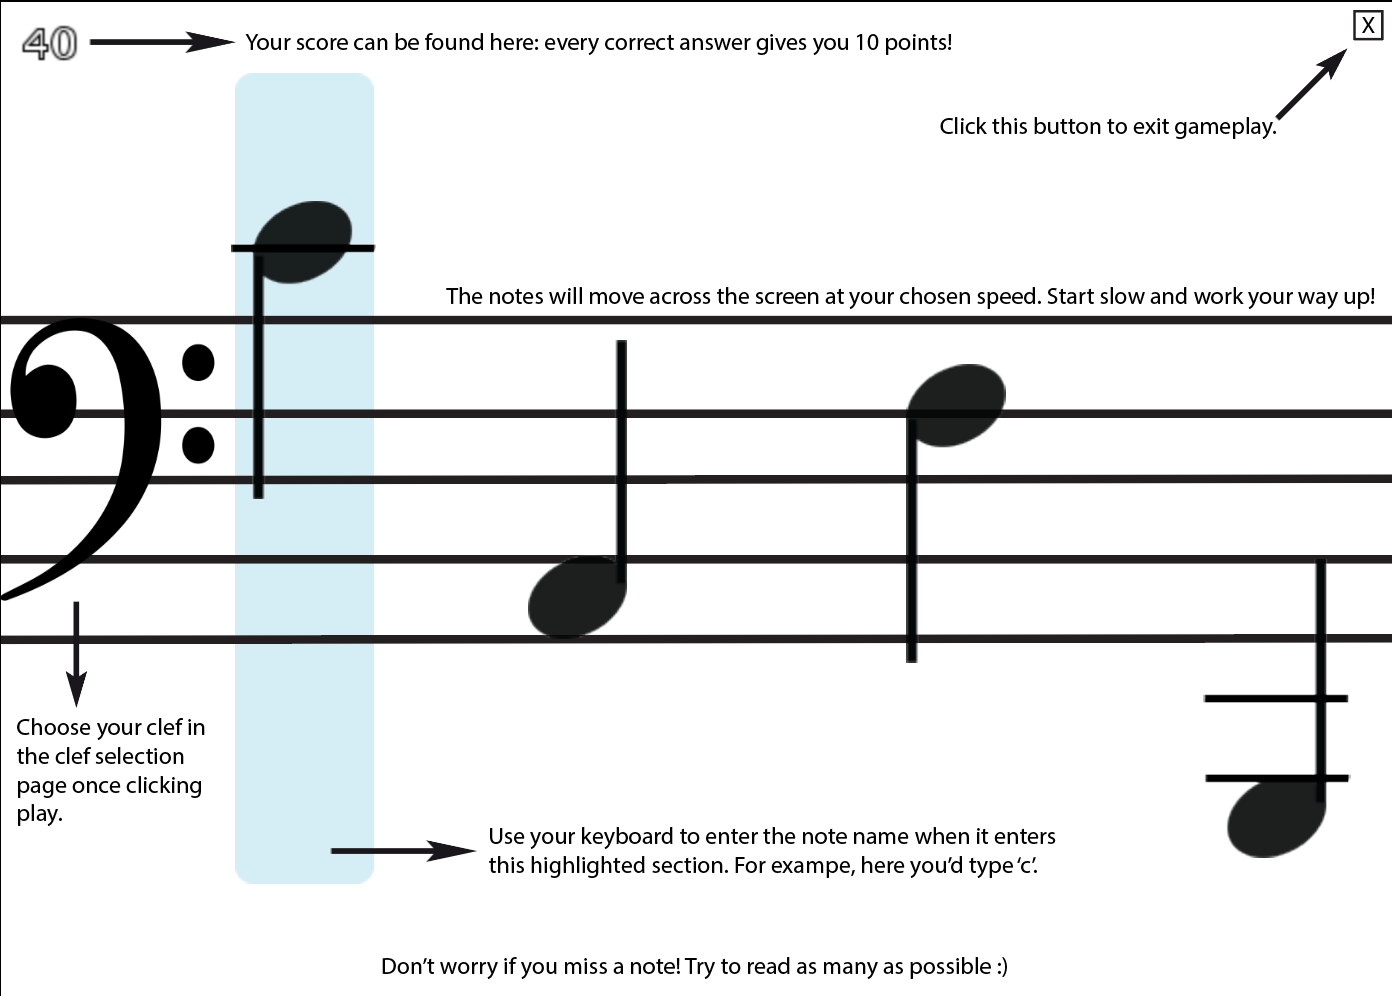 40
Your score can be found here: every correct answer gives you 10 points!
X
Click this button to exit gameplay.
The notes will move across the screen at your chosen speed. Start slow and work your way up!
Choose your clef in
the clef selection
page once clicking
play.
Use your keyboard to enter the note name when it enters
this highlighted section. For exampe, here you’d type ‘c’.
Don’t worry if you miss a note! Try to read as many as possible :)